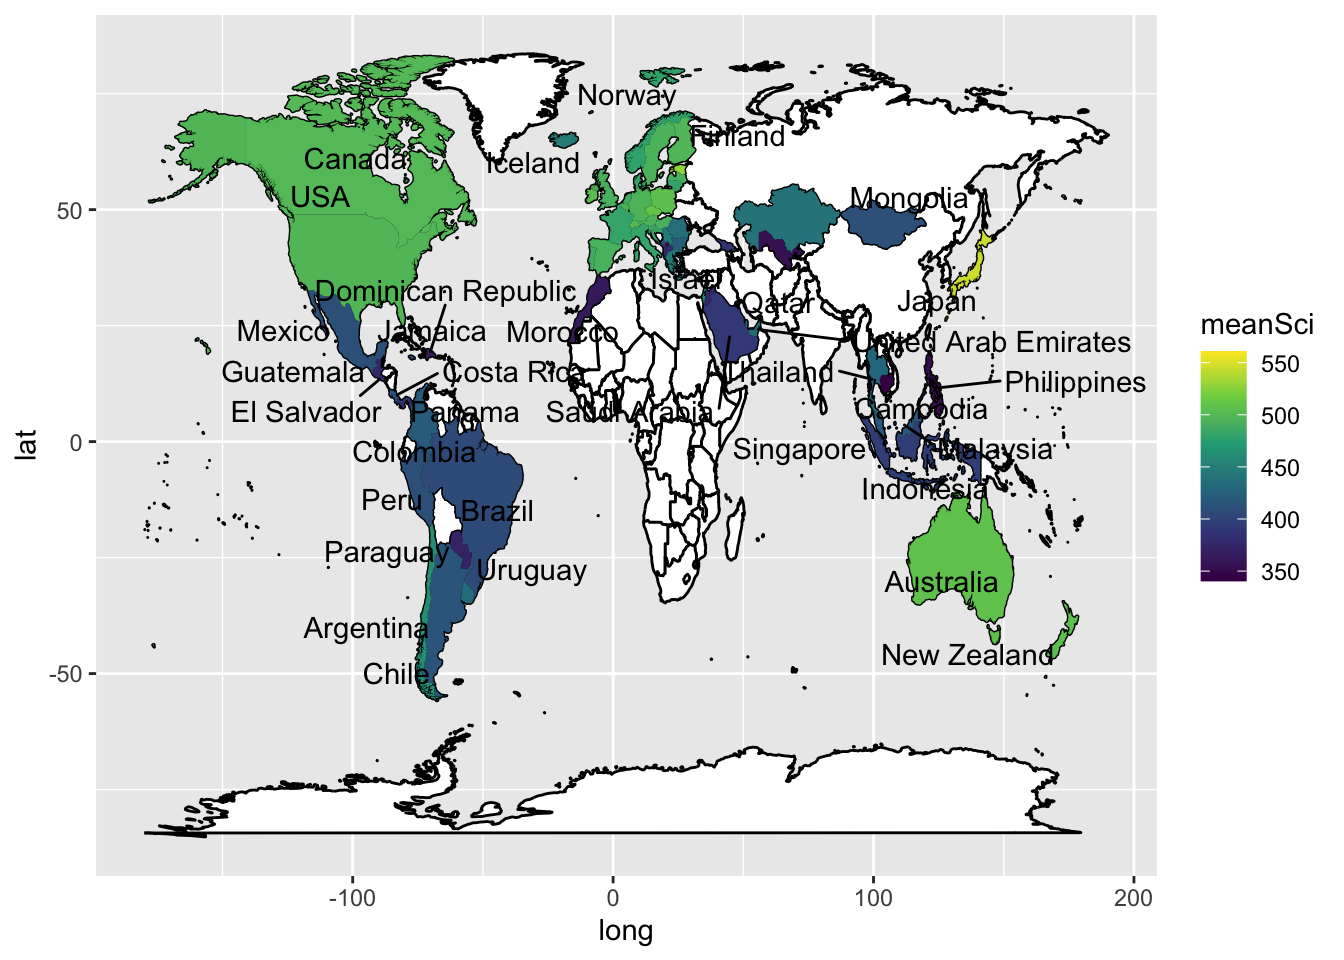 Norway
Finland
Iceland
Canada
USA
Mongolia
Israel
Dominican Republic
Qatar
Japan
Mexico
Jamaica
Morocco
United Arab Emirates
Guatemala
Costa Rica
Thailand
Philippines
El Salvador
Panama
Saudi Arabia
Cambodia
Colombia
Singapore
Malaysia
Indonesia
Peru
Brazil
Paraguay
Uruguay
Australia
Argentina
New Zealand
Chile
50
0
-50
lat
-100
0
100
200
long
meanSci
550
500
450
400
350